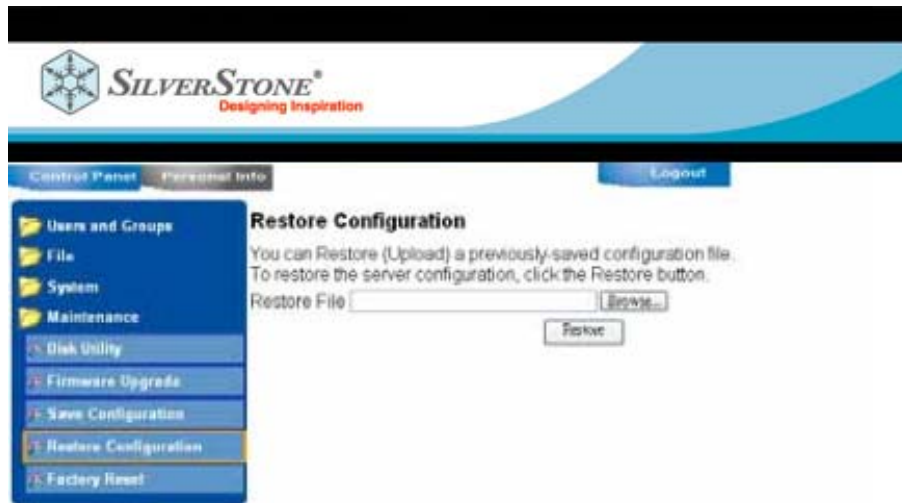 SILVERSTONE®
Designing Inspiration
Control Panel Personal Info Logout
Users and Groups
File
System
Maintenance
Disk Utility
Firmware Upgrade
Save Configuration
Restore Configuration
Factory Reset
Restore Configuration
You can Restore (Upload) a previously-saved configuration file.
To restore the server configuration, click the Restore button.
Restore File Browse...
Restore